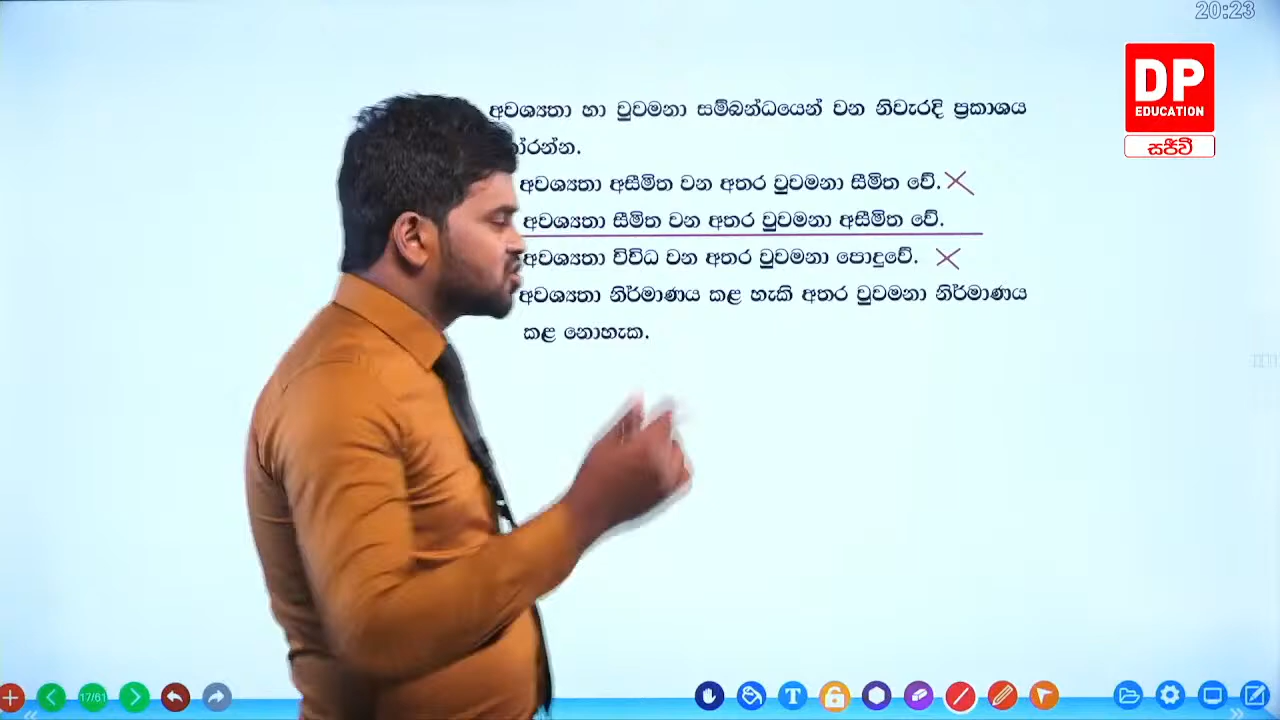 20:23
DP
EDUCATION
සජීවී
අවශ්‍යතා හා වුවමනා සම්බන්ධයෙන් වන නිවැරදි ප්‍රකාශය
අවශ්‍යතා අසීමිත වන අතර වුවමනා සීමිත වේ.
අවශ්‍යතා සීමිත වන අතර වුවමනා අසීමිත වේ.
අවශ්‍යතා විවිධ වන අතර වුවමනා පොදුවේ.
අවශ්‍යතා නිර්මාණය කළ හැකි අතර වුවමනා නිර්මාණය
කළ නොහැක.
17/61